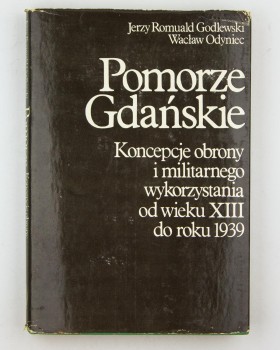 Jerzy Romuald Godlewski
Wacław Odyniec
Pomorze
Gdańskie
Koncepcje obrony
i militarnego
wykorzystania
od wieku XIII
do roku 1939